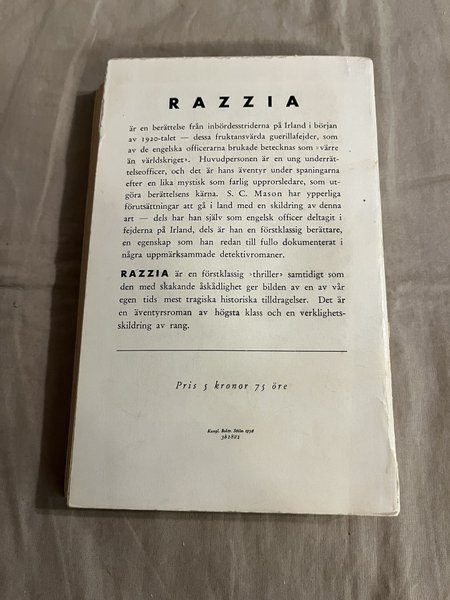 RAZZIA
är en berättelse från inbördesstriderna på Irland i början
av 1920-talet — dessa fruktansvärda guerillafejder, som
av de engelska officerarna brukade betecknas som ›värre
än världskriget›. Huvudpersonen är en ung underrät-
telseofficer, och det är hans äventyr under spaningarna
efter en lika mystisk som farlig upprorsledare, som ut-
göra berättelsens kärna. S. C. Mason har ypperliga
förutsättningar att gå i land med en skildring av denna
art — dels har han själv som engelsk officer deltagit i
fejderna på Irland, dels är han en förstklassig berättare,
en egenskap som han redan till fullo dokumenterat i
några uppmärksammade detektivromaner.
RAZZIA är en förstklassig ›thriller› samtidigt som
den med skakande åskådlighet ger bilden av en av vår
egen tids mest tragiska historiska tilldragelser. Det är
en äventyrsroman av högsta klass och en verklighets-
skildring av rang.
Pris 5 kronor 75 öre
Kungl. Boktr. Sthlm 1938
381822